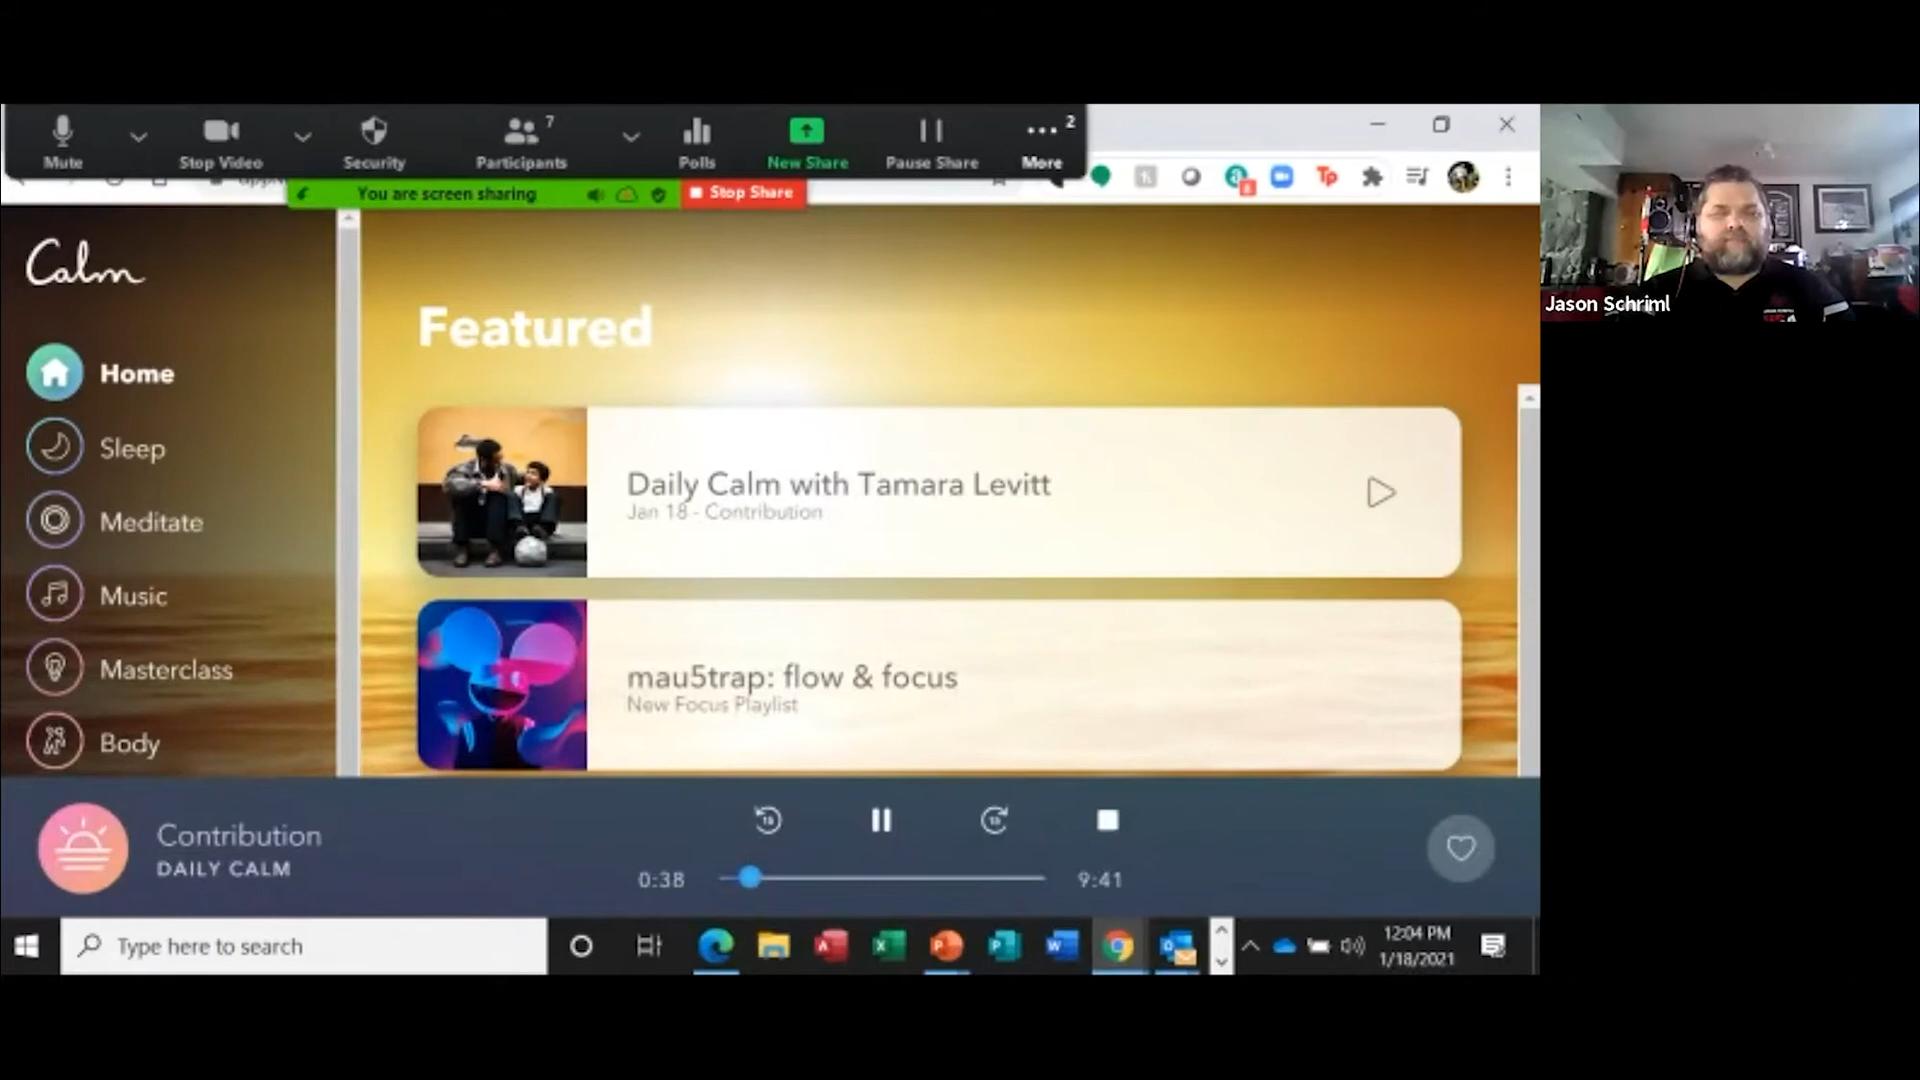 7
2
Mute
Stop Video
Security
Participants
Polls
New Share
Pause Share
More
You are screen sharing
Stop Share
Calm
Home
Sleep
Meditate
Music
Masterclass
Body
Featured
Daily Calm with Tamara Levitt
Jan 18 - Contribution
mau5trap: flow & focus
New Focus Playlist
Contribution
DAILY CALM
15
15
0:38
9:41
Type here to search
12:04 PM
1/18/2021
Jason Schriml